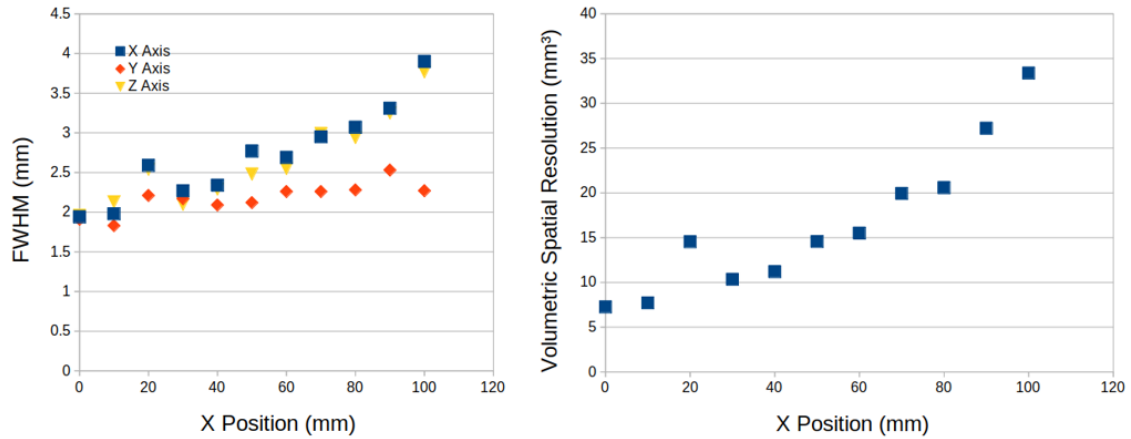 4.5
4
3.5
3
2.5
2
1.5
1
0.5
0
X Axis
Y Axis
Z Axis
FWHM (mm)
0 20 40 60 80 100 120
X Position (mm)
40
35
30
25
20
15
10
5
0
Volumetric Spatial Resolution (mm³)
0 20 40 60 80 100 120
X Position (mm)